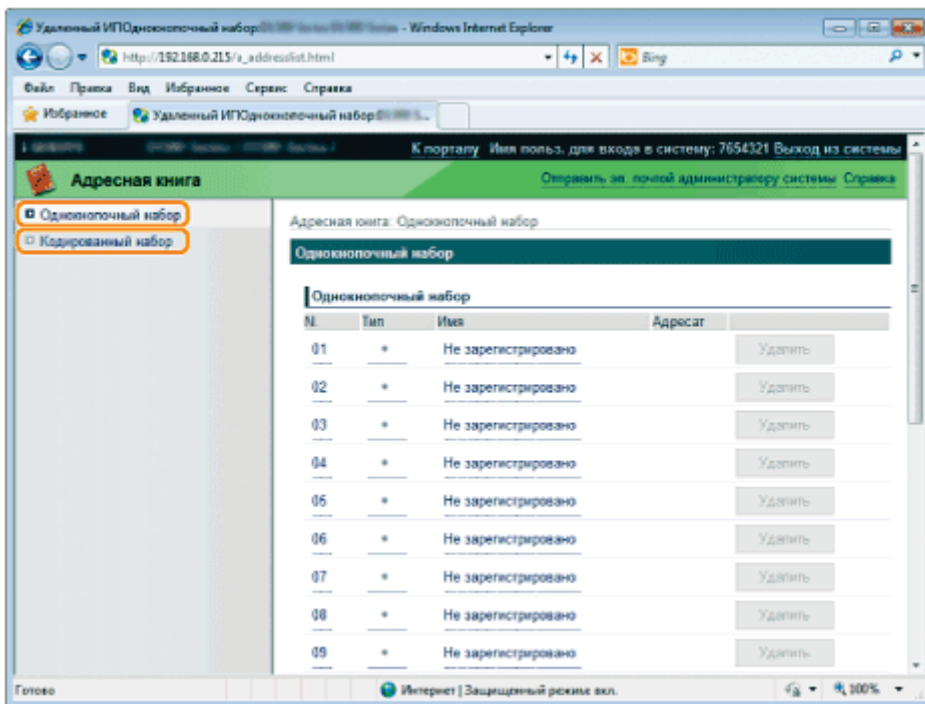 Удаленный ИПОднокнопочный набор: - Windows Internet Explorer
http://192.168.0.215/a_addresslist.html
Bing
Файл Правка Вид Избранное Сервис Справка
Избранное
Удаленный ИПОднокнопочный набор: ...
К порталу Имя польз. для входа в систему: 7654321 Выход из системы
Адресная книга
Отправить эл. почтой администратору системы Справка
Однокнопочный набор
Кодированный набор
Адресная книга: Однокнопочный набор
Однокнопочный набор
Однокнопочный набор
N. Тип Имя Адресат
01 * Не зарегистрировано Удалить
02 * Не зарегистрировано Удалить
03 * Не зарегистрировано Удалить
04 * Не зарегистрировано Удалить
05 * Не зарегистрировано Удалить
06 * Не зарегистрировано Удалить
07 * Не зарегистрировано Удалить
08 * Не зарегистрировано Удалить
09 * Не зарегистрировано Удалить
Готово
Интернет | Защищенный режим: вкл.
100%